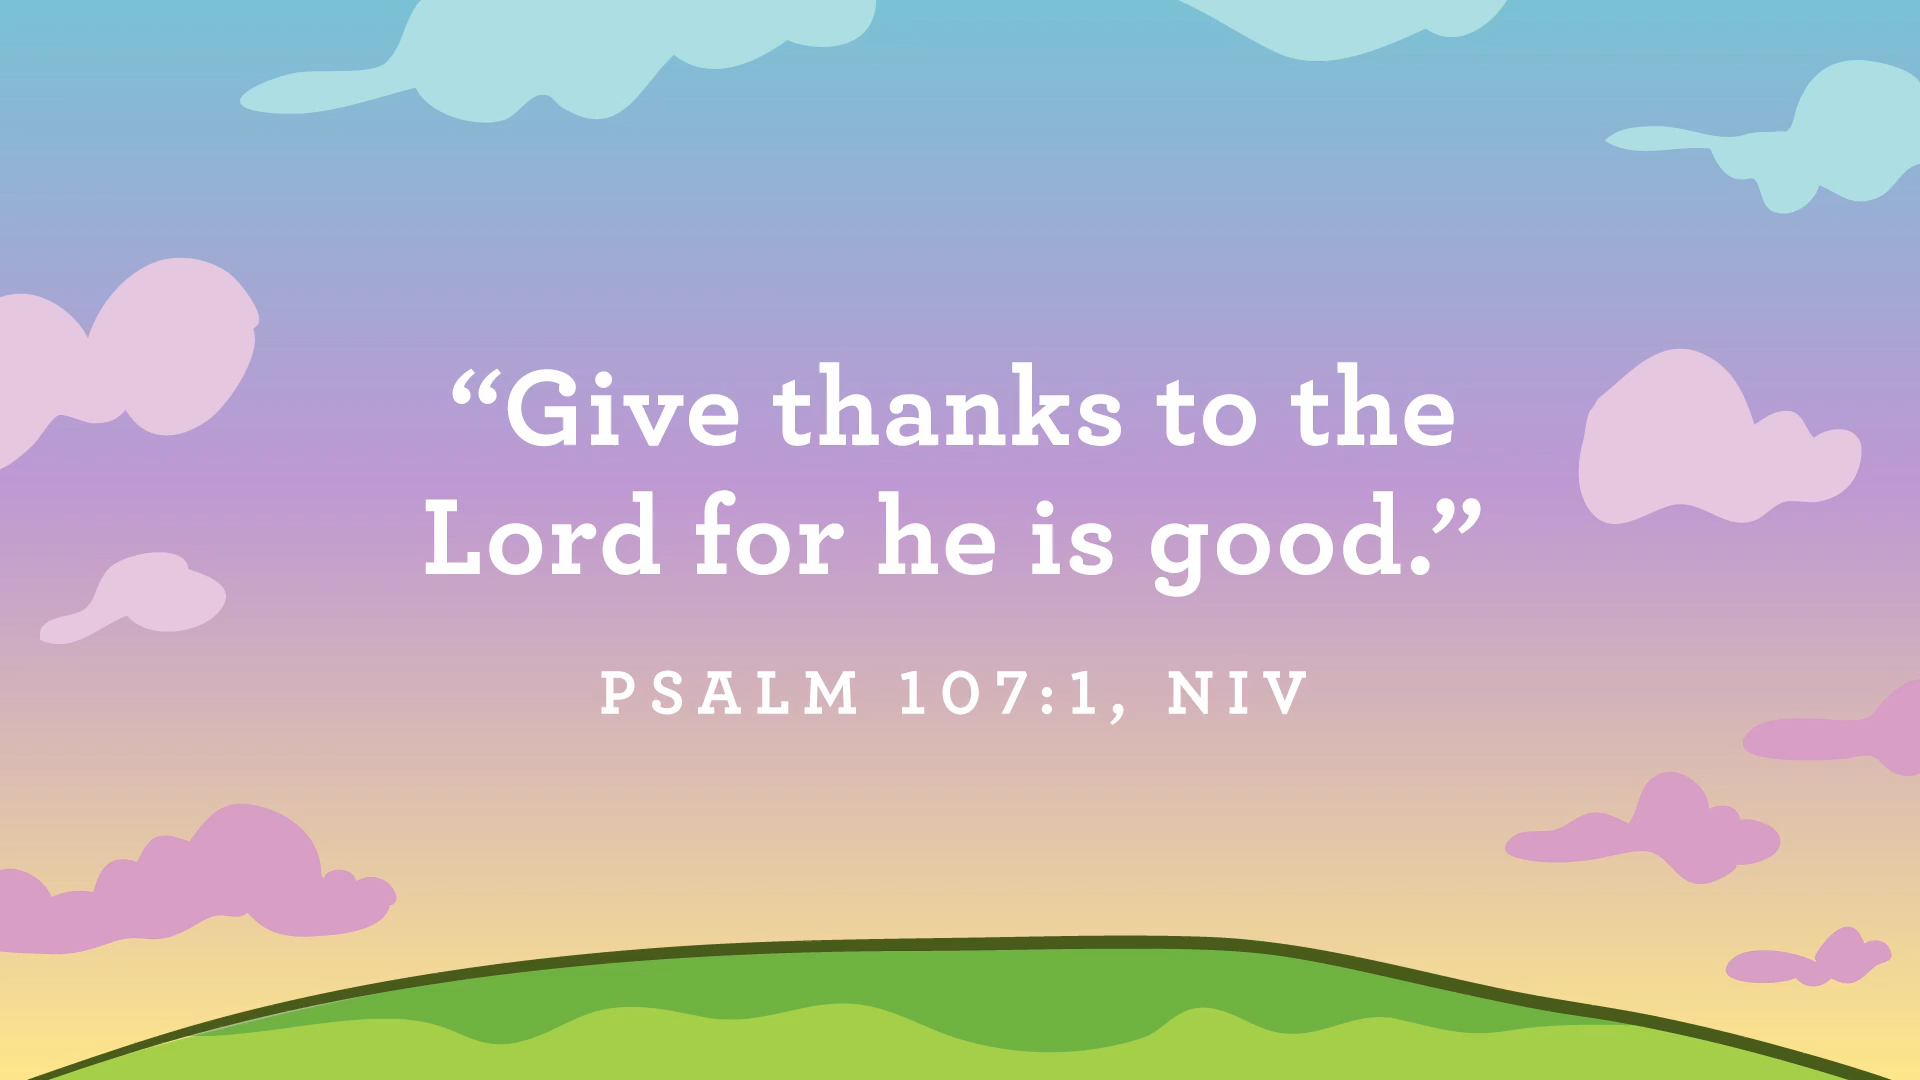 “Give thanks to the
Lord for he is good.”
PSALM 107:1, NIV